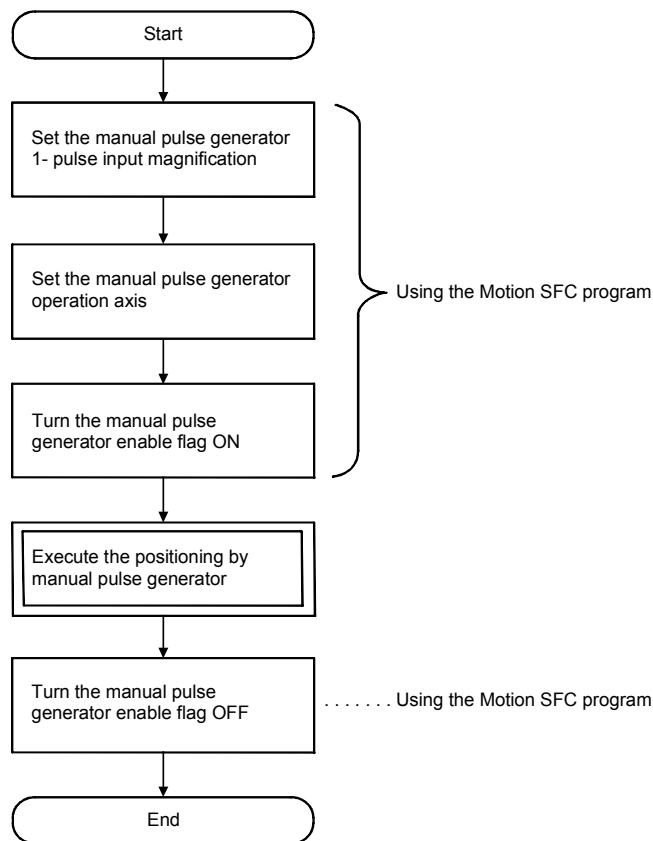 Start
Set the manual pulse generator
1- pulse input magnification
Set the manual pulse generator
operation axis
Using the Motion SFC program
Turn the manual pulse
generator enable flag ON
Execute the positioning by
manual pulse generator
Turn the manual pulse
generator enable flag OFF
. . . . . . . Using the Motion SFC program
End